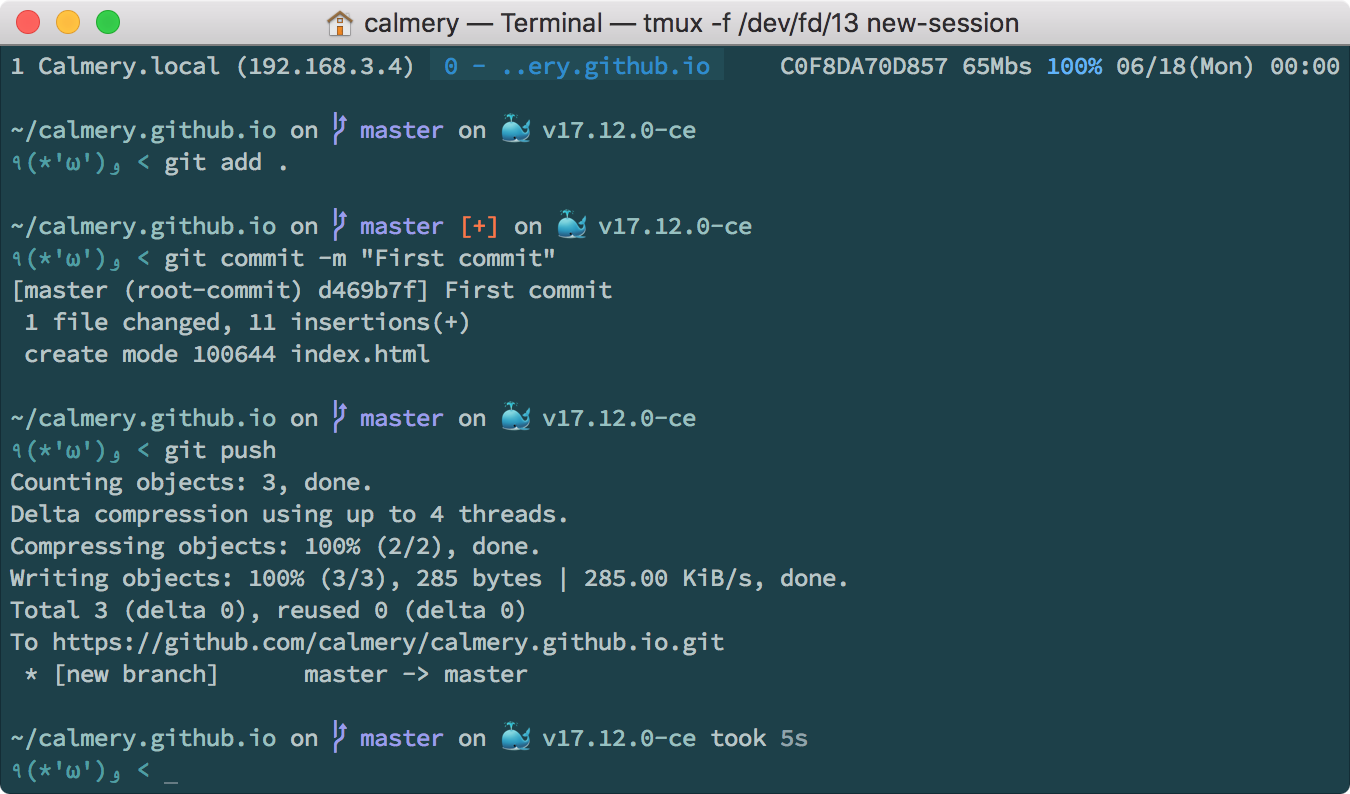 calmery — Terminal — tmux -f /dev/fd/13 new-session
1 Calmery.local (192.168.3.4) 0 - ..ery.github.io C0F8DA70D857 65Mbs 100% 06/18(Mon) 00:00
~/calmery.github.io on master on 🐳 v17.12.0-ce
٩(*'ω')و < git add .
~/calmery.github.io on master [+] on 🐳 v17.12.0-ce
٩(*'ω')و < git commit -m "First commit"
[master (root-commit) d469b7f] First commit
1 file changed, 11 insertions(+)
create mode 100644 index.html
~/calmery.github.io on master on 🐳 v17.12.0-ce
٩(*'ω')و < git push
Counting objects: 3, done.
Delta compression using up to 4 threads.
Compressing objects: 100% (2/2), done.
Writing objects: 100% (3/3), 285 bytes | 285.00 KiB/s, done.
Total 3 (delta 0), reused 0 (delta 0)
To https://github.com/calmery/calmery.github.io.git
* [new branch] master -> master
~/calmery.github.io on master on 🐳 v17.12.0-ce took 5s
٩(*'ω')و < _